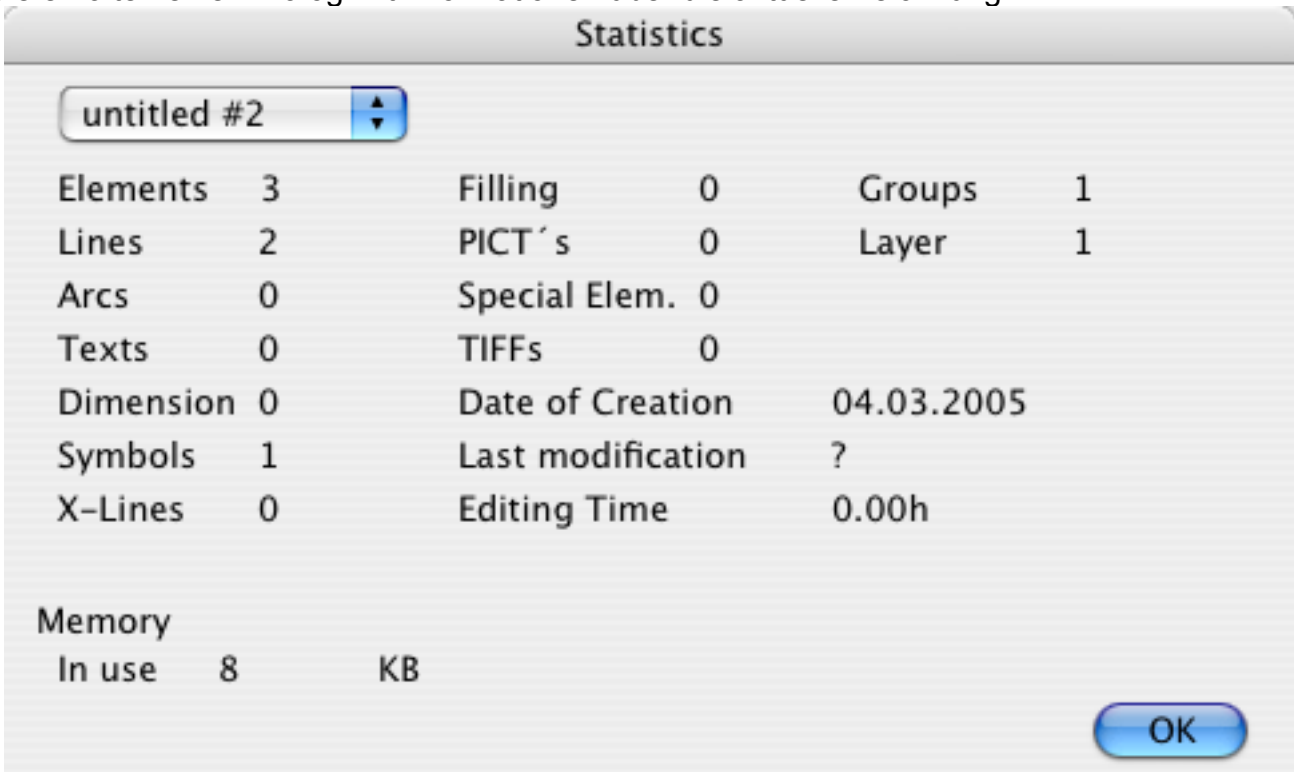 Statistics
untitled #2
Elements 3 Filling 0 Groups 1
Lines 2 PICT´s 0 Layer 1
Arcs 0 Special Elem. 0
Texts 0 TIFFs 0
Dimension 0 Date of Creation 04.03.2005
Symbols 1 Last modification ?
X-Lines 0 Editing Time 0.00h
Memory
In use 8 KB
OK